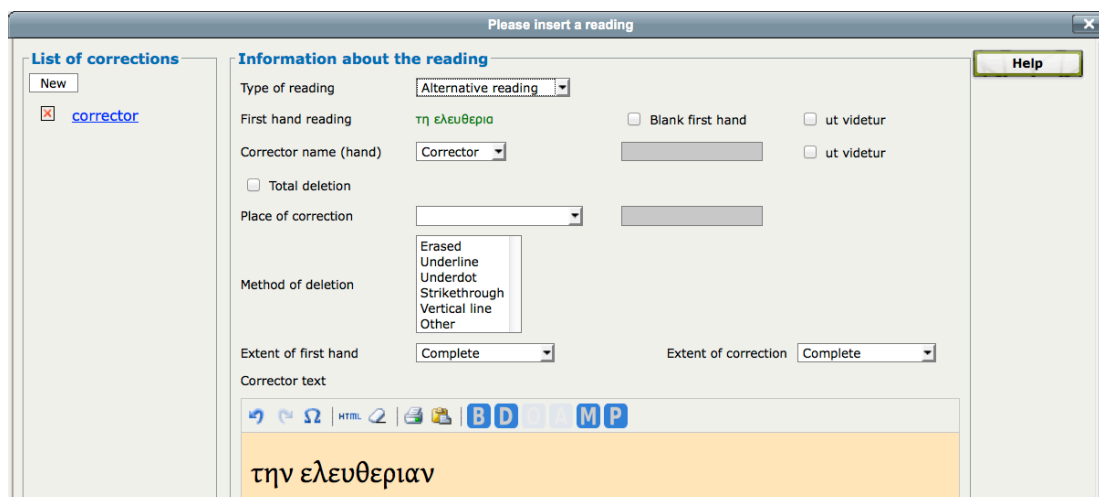 Please insert a reading
List of corrections
New
corrector
Information about the reading
Type of reading Alternative reading
First hand reading τη ελευθερια Blank first hand ut videtur
Corrector name (hand) Corrector ut videtur
Total deletion
Place of correction
Method of deletion
Erased
Underline
Underdot
Strikethrough
Vertical line
Other
Extent of first hand Complete Extent of correction Complete
Corrector text
HTML B D O A M P
την ελευθεριαν
Help